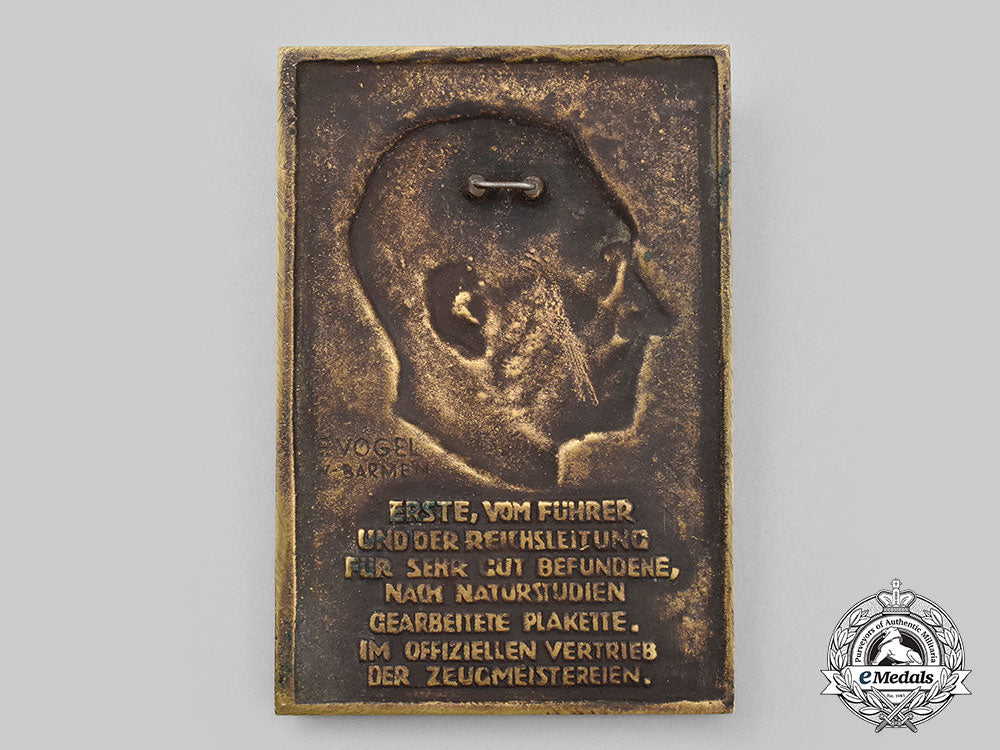 VOGEL
-BARMEN
ERSTE, VOM FÜHRER
UND DER REICHSLEITUNG
FÜR SEHR GUT BEFUNDENE,
NACH NATURSTUDIEN
GEARBEITETE PLAKETTE.
IM OFFIZIELLEN VERTRIEB
DER ZEUGMEISTEREIEN.
Purveyors of Authentic Militaria
eMedals